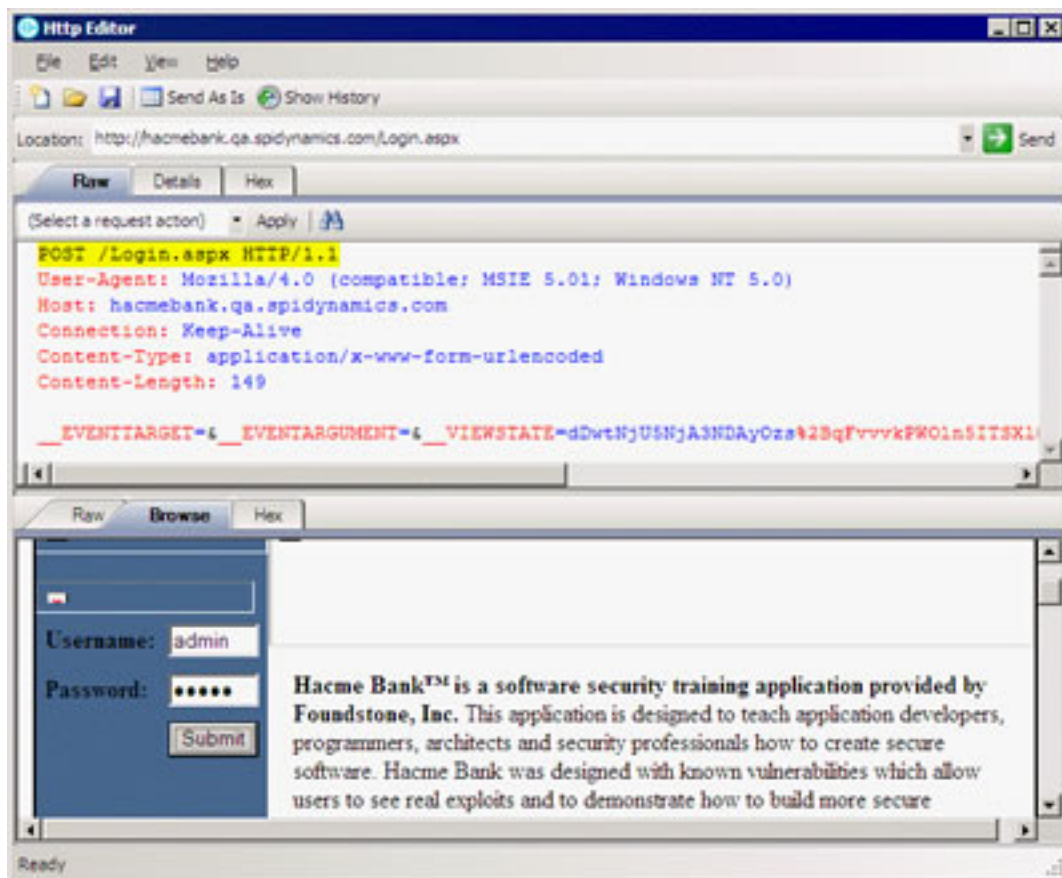 Http Editor
File Edit View Help
Send As Is Show History
Location: http://hacmebank.qa.spidynamics.com/Login.aspx Send
Raw Details Hex
(Select a request action) Apply
POST /Login.aspx HTTP/1.1
User-Agent: Mozilla/4.0 (compatible; MSIE 5.01; Windows NT 5.0)
Host: hacmebank.qa.spidynamics.com
Connection: Keep-Alive
Content-Type: application/x-www-form-urlencoded
Content-Length: 149
__EVENTTARGET=&__EVENTARGUMENT=&__VIEWSTATE=
Raw Browse Hex
Username: admin
Password: •••••
Submit
Hacme Bank™ is a software security training application provided by
Foundstone, Inc. This application is designed to teach application developers,
programmers, architects and security professionals how to create secure
software. Hacme Bank was designed with known vulnerabilities which allow
users to see real exploits and to demonstrate how to build more secure
Ready